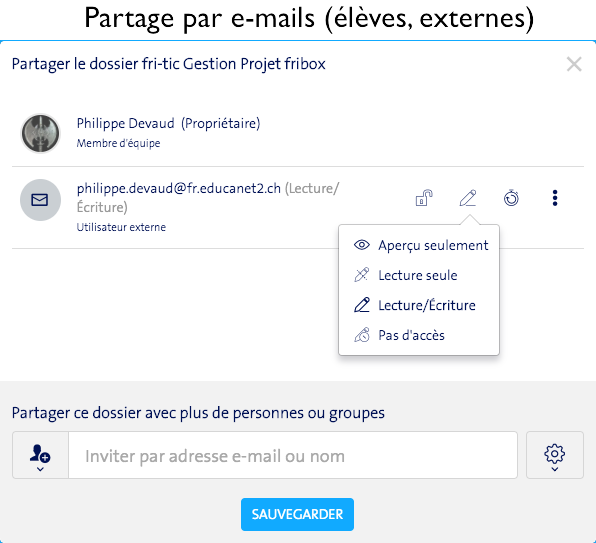 Partage par e-mails (élèves, externes)
Partager le dossier fri-tic Gestion Projet fribox
Philippe Devaud (Propriétaire)
Membre d'équipe
philippe.devaud@fr.educanet2.ch (Lecture/
Écriture)
Utilisateur externe
Aperçu seulement
Lecture seule
Lecture/Écriture
Pas d'accès
Partager ce dossier avec plus de personnes ou groupes
Inviter par adresse e-mail ou nom
SAUVEGARDER